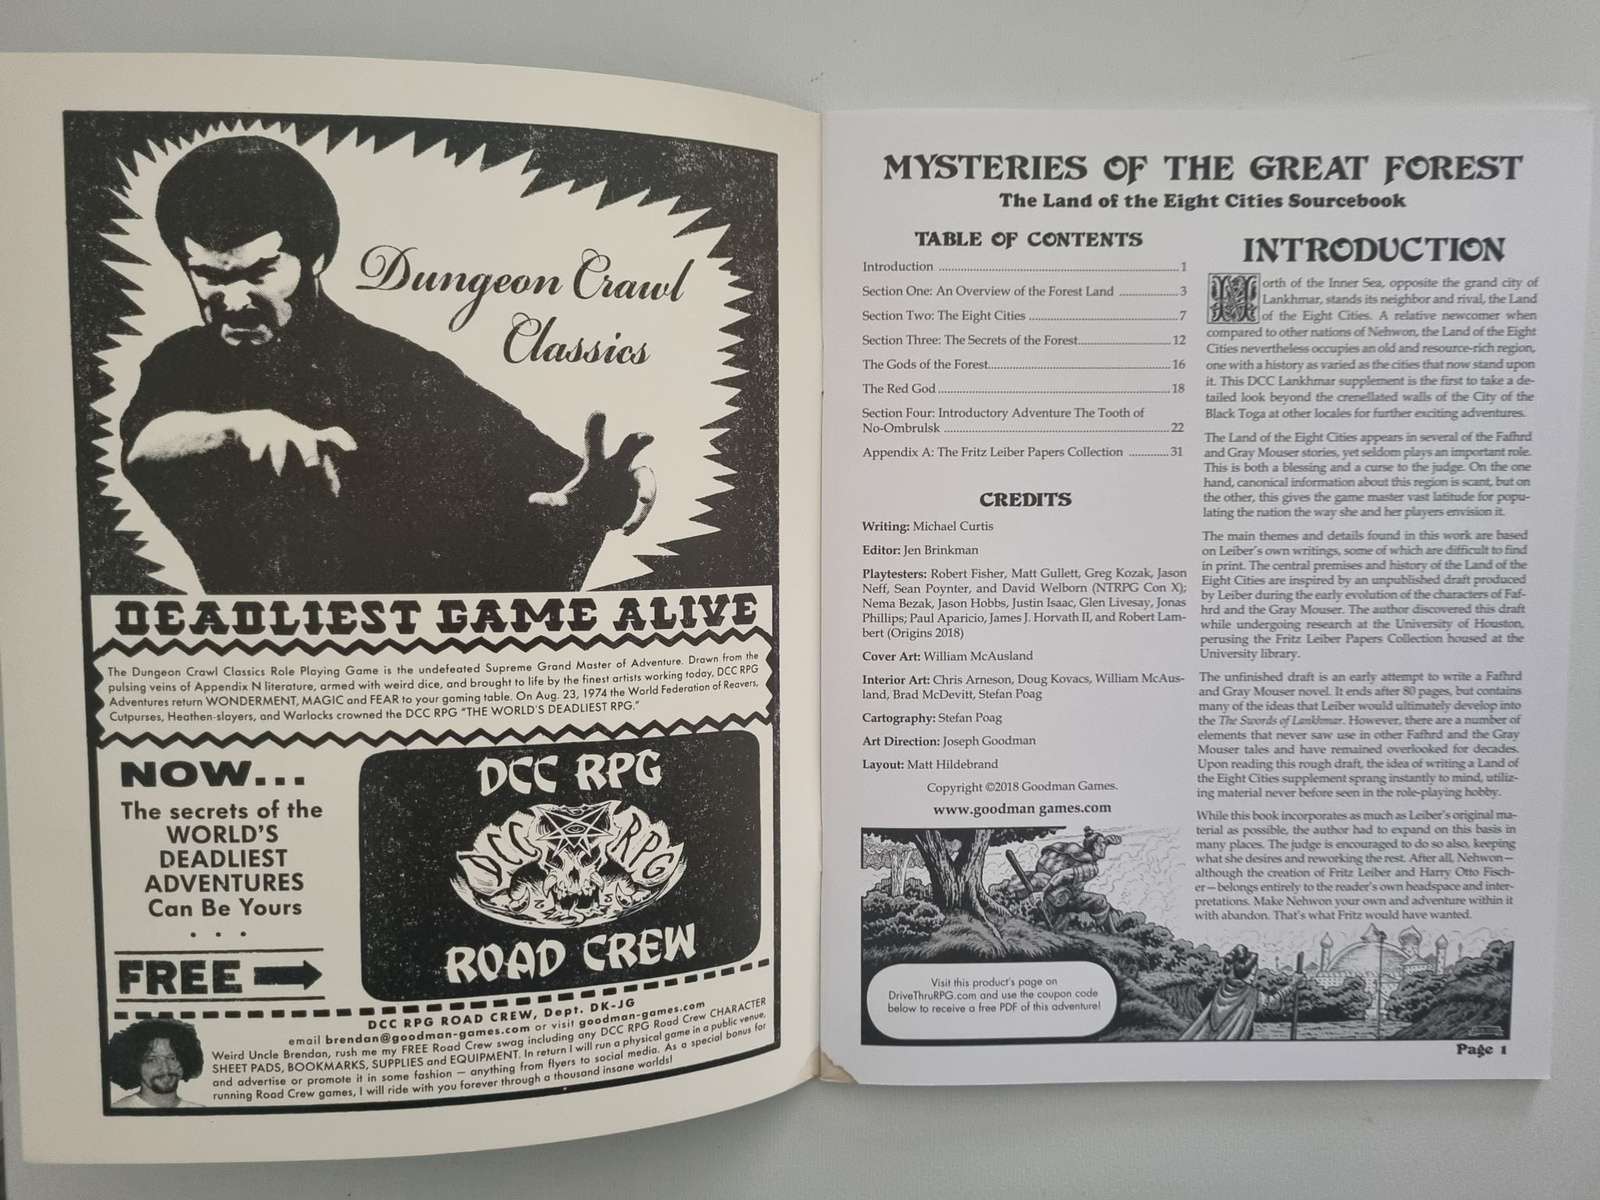 Dungeon Crawl
Classics
DEADLIEST GAME ALIVE
The Dungeon Crawl Classics Role Playing Game is the undefeated Supreme Grand Master of Adventure. Drawn from the
pulsing veins of Appendix N literature, armed with weird dice, and brought to life by the finest artists working today, DCC RPG
Adventures return WONDERMENT, MAGIC and FEAR to your gaming table. On Aug. 23, 1974 the World Federation of Reavers,
Cutpurses, Heathen-slayers, and Warlocks crowned the DCC RPG "THE WORLD'S DEADLIEST RPG."
NOW...
The secrets of the
WORLD'S
DEADLIEST
ADVENTURES
Can Be Yours
. . .
FREE
DCC RPG
DCC RPG
ROAD CREW
DCC RPG ROAD CREW, Dept. DK-JG
email brendan@goodman-games.com or visit goodman-games.com
Weird Uncle Brendan, rush me my FREE Road Crew swag including any DCC RPG Road Crew CHARACTER
SHEET PADS, BOOKMARKS, SUPPLIES and EQUIPMENT. In return I will run a physical game in a public venue,
and advertise or promote it in some fashion — anything from flyers to social media. As a special bonus for
running Road Crew games, I will ride with you forever through a thousand insane worlds!
MYSTERIES OF THE GREAT FOREST
The Land of the Eight Cities Sourcebook
TABLE OF CONTENTS
Introduction ... 1
Section One: An Overview of the Forest Land ... 3
Section Two: The Eight Cities ... 7
Section Three: The Secrets of the Forest... 12
The Gods of the Forest... 16
The Red God ... 18
Section Four: Introductory Adventure The Tooth of
No-Ombrulsk ... 22
Appendix A: The Fritz Leiber Papers Collection ... 31
CREDITS
Writing: Michael Curtis
Editor: Jen Brinkman
Playtesters: Robert Fisher, Matt Gullett, Greg Kozak, Jason
Neff, Sean Poynter, and David Welborn (NTRPG Con X);
Nema Bezak, Jason Hobbs, Justin Isaac, Glen Livesay, Jonas
Phillips; Paul Aparicio, James J. Horvath II, and Robert Lam-
bert (Origins 2018)
Cover Art: William McAusland
Interior Art: Chris Arneson, Doug Kovacs, William McAus-
land, Brad McDevitt, Stefan Poag
Cartography: Stefan Poag
Art Direction: Joseph Goodman
Layout: Matt Hildebrand
Copyright ©2018 Goodman Games.
www.goodman games.com
Visit this product's page on
DriveThruRPG.com and use the coupon code
below to receive a free PDF of this adventure!
INTRODUCTION
North of the Inner Sea, opposite the grand city of
Lankhmar, stands its neighbor and rival, the Land
of the Eight Cities. A relative newcomer when
compared to other nations of Nehwon, the Land of the Eight
Cities nevertheless occupies an old and resource-rich region,
one with a history as varied as the cities that now stand upon
it. This DCC Lankhmar supplement is the first to take a de-
tailed look beyond the crenellated walls of the City of the
Black Toga at other locales for further exciting adventures.
The Land of the Eight Cities appears in several of the Fafhrd
and Gray Mouser stories, yet seldom plays an important role.
This is both a blessing and a curse to the judge. On the one
hand, canonical information about this region is scant, but on
the other, this gives the game master vast latitude for popu-
lating the nation the way she and her players envision it.
The main themes and details found in this work are based
on Leiber's own writings, some of which are difficult to find
in print. The central premises and history of the Land of the
Eight Cities are inspired by an unpublished draft produced
by Leiber during the early evolution of the characters of Faf-
hrd and the Gray Mouser. The author discovered this draft
while undergoing research at the University of Houston,
perusing the Fritz Leiber Papers Collection housed at the
University library.
The unfinished draft is an early attempt to write a Fafhrd
and Gray Mouser novel. It ends after 80 pages, but contains
many of the ideas that Leiber would ultimately develop into
the The Swords of Lankhmar. However, there are a number of
elements that never saw use in other Fafhrd and the Gray
Mouser tales and have remained overlooked for decades.
Upon reading this rough draft, the idea of writing a Land of
the Eight Cities supplement sprang instantly to mind, utiliz-
ing material never before seen in the role-playing hobby.
While this book incorporates as much as Leiber's original ma-
terial as possible, the author had to expand on this basis in
many places. The judge is encouraged to do so also, keeping
what she desires and reworking the rest. After all, Nehwon—
although the creation of Fritz Leiber and Harry Otto Fisch-
er—belongs entirely to the reader's own headspace and inter-
pretations. Make Nehwon your own and adventure within it
with abandon. That's what Fritz would have wanted.
Page 1